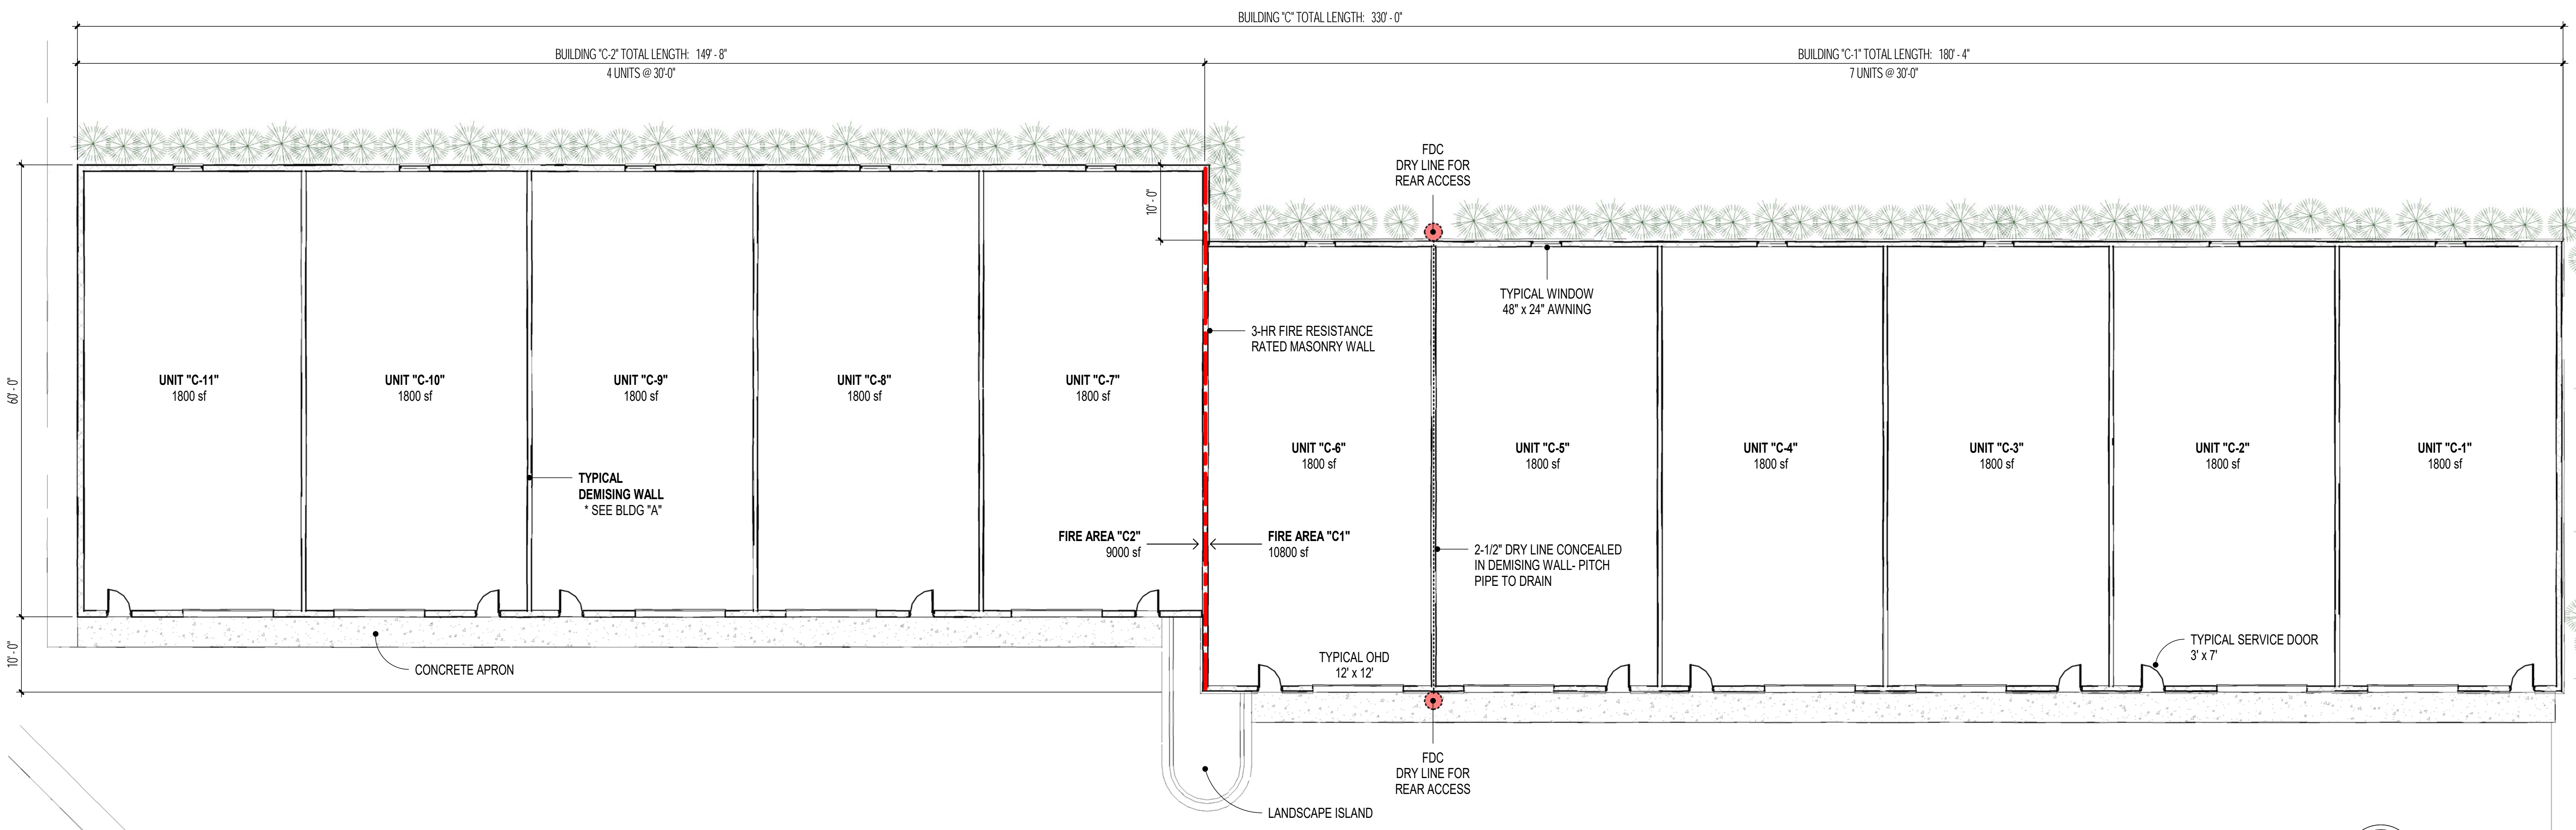 BUILDING "C" TOTAL LENGTH: 330' - 0"
BUILDING "C-2" TOTAL LENGTH: 149' - 8"
4 UNITS @ 30'-0"
BUILDING "C-1" TOTAL LENGTH: 180' - 4"
7 UNITS @ 30'-0"
FDC
DRY LINE FOR
REAR ACCESS
10' - 0"
TYPICAL WINDOW
48" x 24" AWNING
3-HR FIRE RESISTANCE
RATED MASONRY WALL
60' - 0"
UNIT "C-11"
1800 sf
UNIT "C-10"
1800 sf
UNIT "C-9"
1800 sf
UNIT "C-8"
1800 sf
UNIT "C-7"
1800 sf
UNIT "C-6"
1800 sf
UNIT "C-5"
1800 sf
UNIT "C-4"
1800 sf
UNIT "C-3"
1800 sf
UNIT "C-2"
1800 sf
UNIT "C-1"
1800 sf
TYPICAL
DEMISING WALL
* SEE BLDG "A"
FIRE AREA "C2"
9000 sf
FIRE AREA "C1"
10800 sf
2-1/2" DRY LINE CONCEALED
IN DEMISING WALL- PITCH
PIPE TO DRAIN
10' - 0"
CONCRETE APRON
TYPICAL OHD
12' x 12'
TYPICAL SERVICE DOOR
3' x 7'
FDC
DRY LINE FOR
REAR ACCESS
LANDSCAPE ISLAND